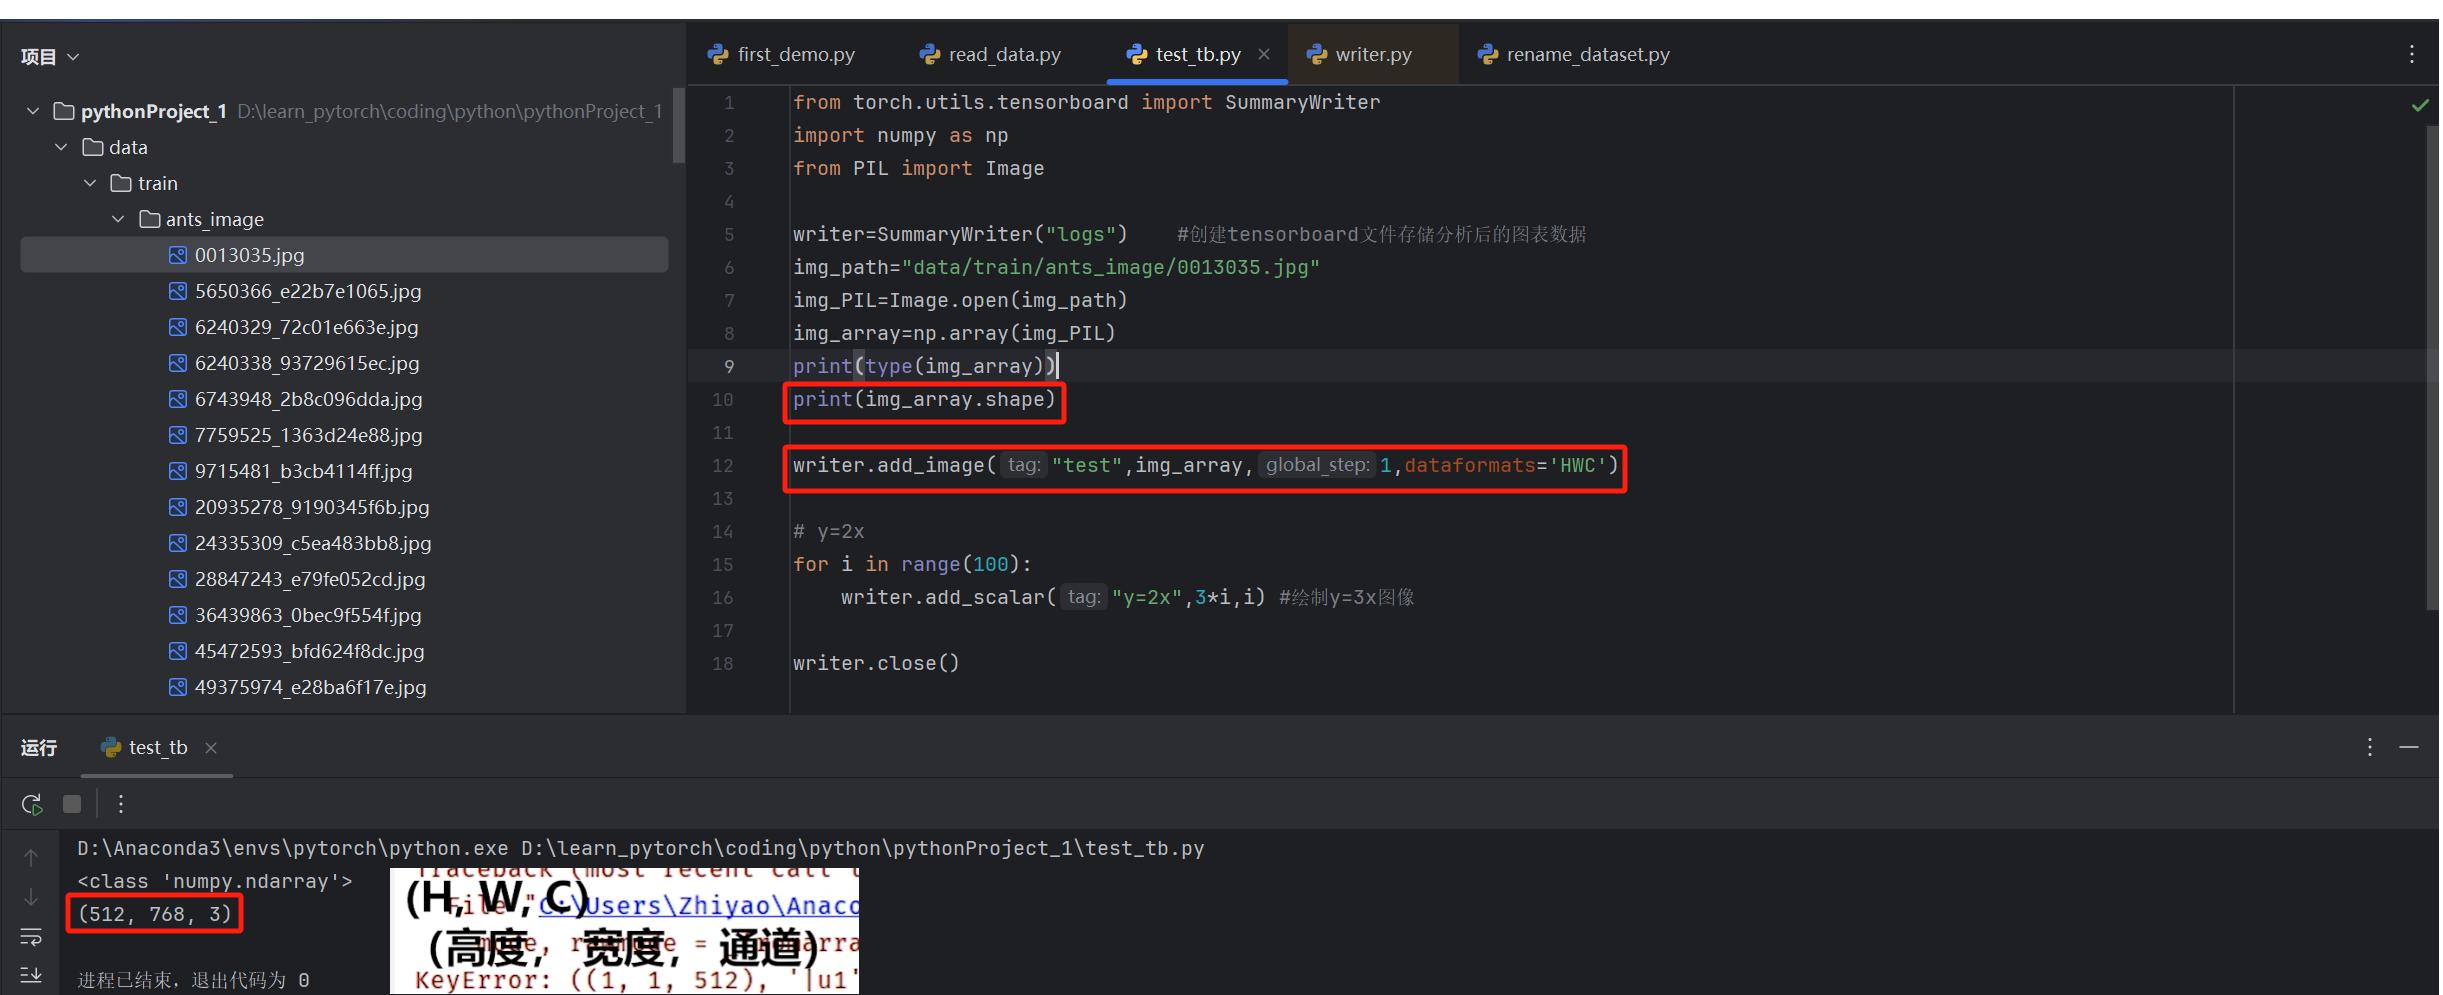 项目
pythonProject_1 D:\learn_pytorch\coding\python\pythonProject_1
data
train
ants_image
0013035.jpg
5650366_e22b7e1065.jpg
6240329_72c01e663e.jpg
6240338_93729615ec.jpg
6743948_2b8c096dda.jpg
7759525_1363d24e88.jpg
9715481_b3cb4114ff.jpg
20935278_9190345f6b.jpg
24335309_c5ea483bb8.jpg
28847243_e79fe052cd.jpg
36439863_0bec9f554f.jpg
45472593_bfd624f8dc.jpg
49375974_e28ba6f17e.jpg
first_demo.py read_data.py test_tb.py writer.py rename_dataset.py
1 from torch.utils.tensorboard import SummaryWriter
2 import numpy as np
3 from PIL import Image
4
5 writer=SummaryWriter("logs") #创建tensorboard文件存储分析后的图表数据
6 img_path="data/train/ants_image/0013035.jpg"
7 img_PIL=Image.open(img_path)
8 img_array=np.array(img_PIL)
9 print(type(img_array))
10 print(img_array.shape)
11
12 writer.add_image( tag: "test",img_array, global_step: 1,dataformats='HWC')
13
14 # y=2x
15 for i in range(100):
16 writer.add_scalar( tag: "y=2x",3*i,i) #绘制y=3x图像
17
18 writer.close()
运行 test_tb
D:\Anaconda3\envs\pytorch\python.exe D:\learn_pytorch\coding\python\pythonProject_1\test_tb.py
<class 'numpy.ndarray'>
(512, 768, 3)
进程已结束，退出代码为 0
Traceback (most recent call
(H, W, C)
File "C:\Users\Zhiyao\Anaco
(高度， 宽度， 通道)
KeyError: ((1, 1, 512), '|u1'